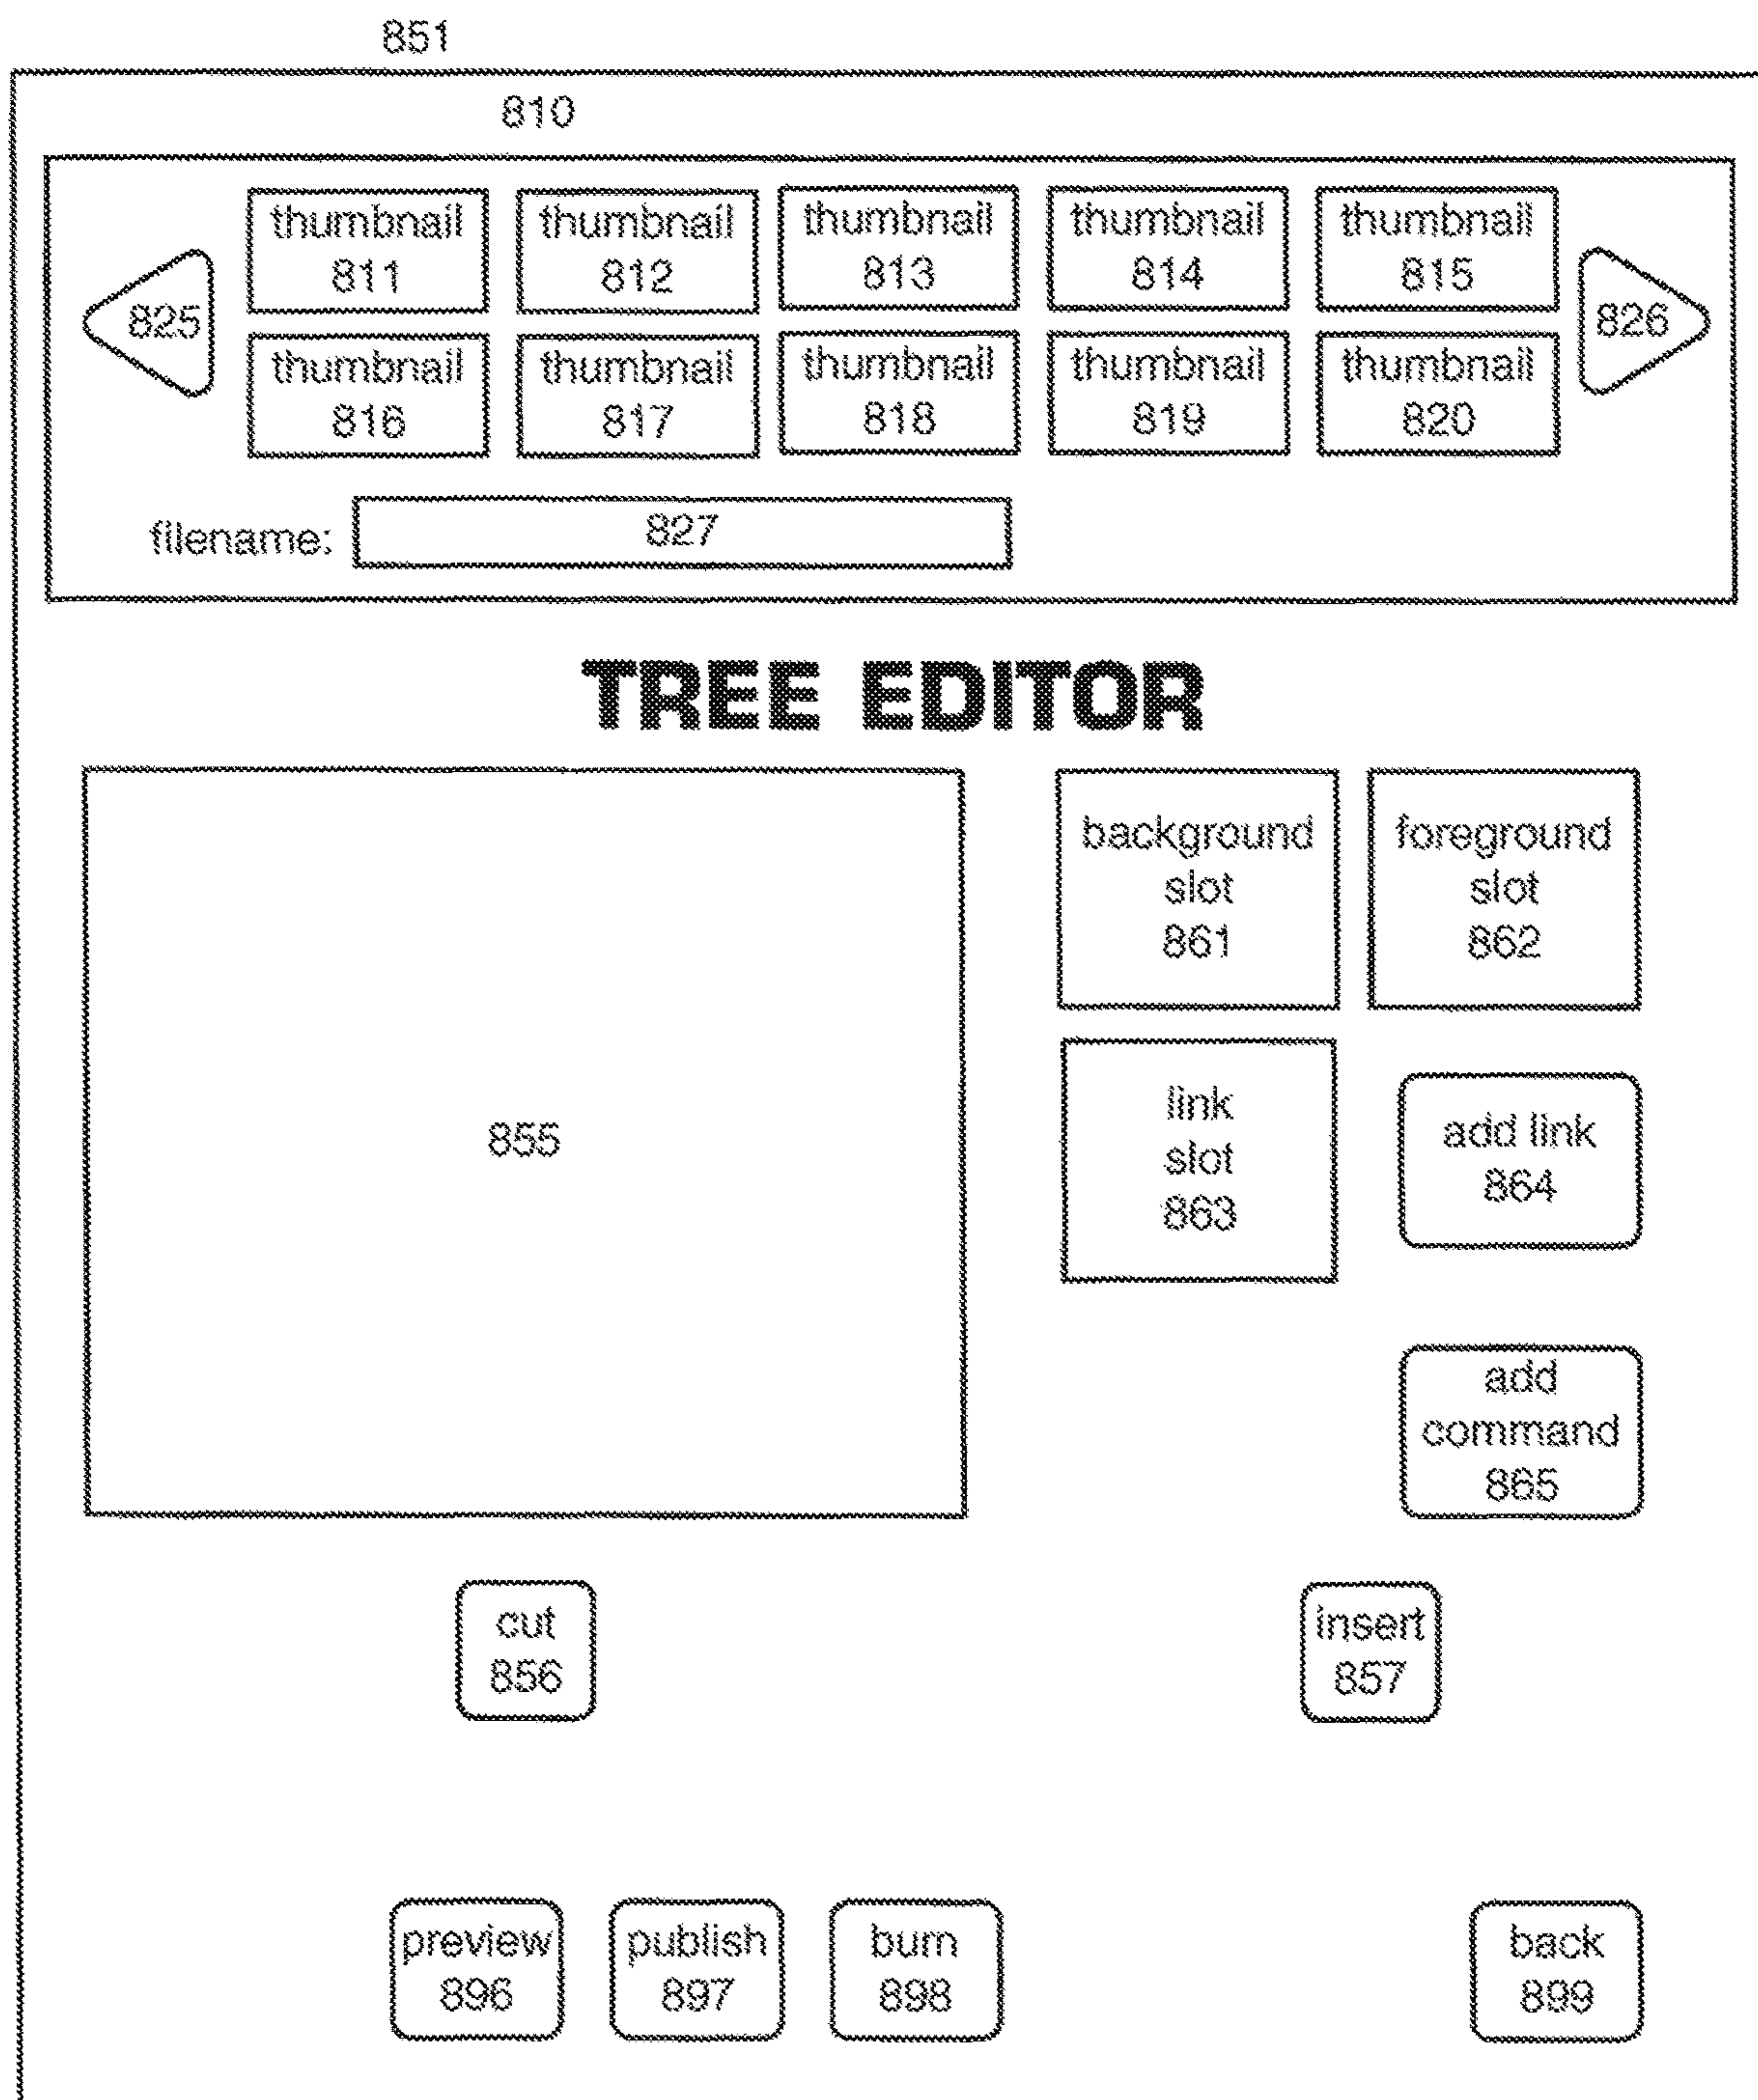 851
810
thumbnail
811
thumbnail
812
thumbnail
813
thumbnail
814
thumbnail
815
825
826
thumbnail
816
thumbnail
817
thumbnail
818
thumbnail
819
thumbnail
820
filename:
827
TREE EDITOR
855
background
slot
861
foreground
slot
862
link
slot
863
add link
864
add
command
865
cut
856
insert
857
preview
896
publish
897
burn
898
back
899